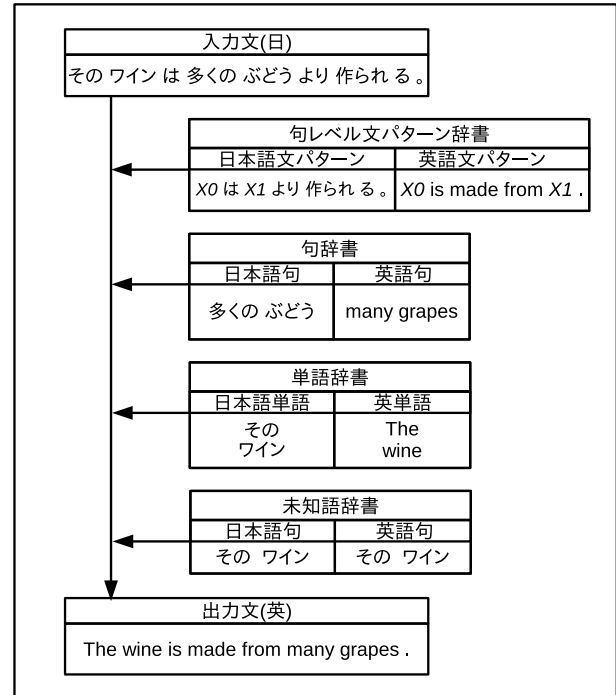 入力文(日)
その ワイン は 多くの ぶどう より 作られ る 。
句レベル文パターン辞書
日本語文パターン 英語文パターン
X0 は X1 より 作られ る 。 X0 is made from X1 .
句辞書
日本語句 英語句
多くの ぶどう many grapes
単語辞書
日本語単語 英単語
その The
ワイン wine
未知語辞書
日本語句 英語句
その ワイン その ワイン
出力文(英)
The wine is made from many grapes .